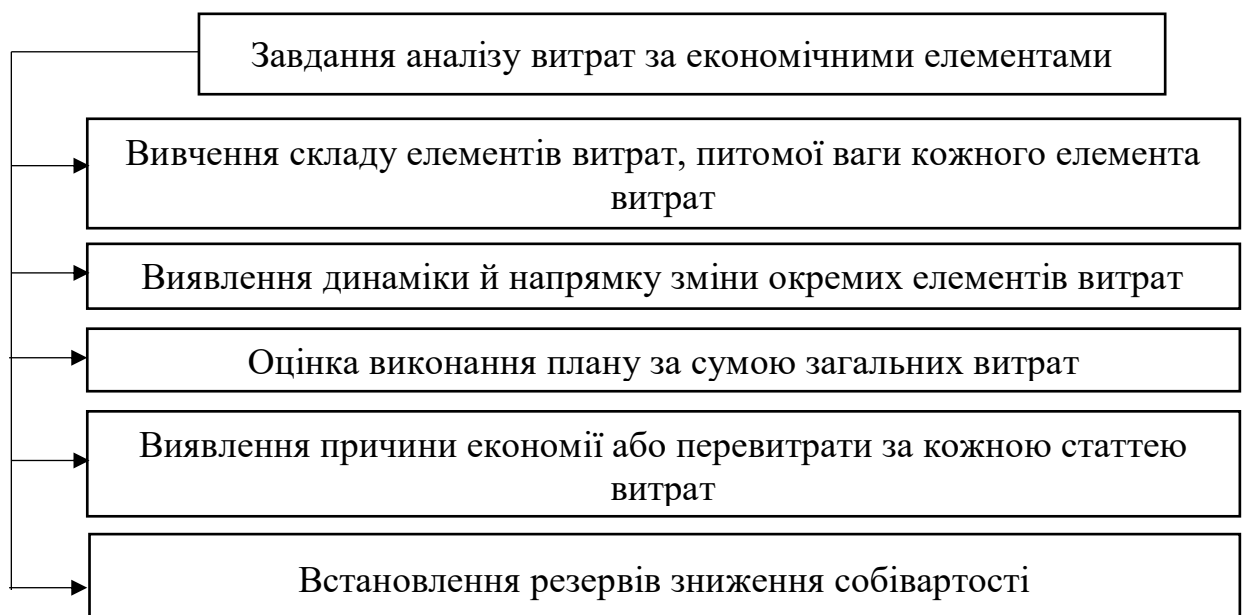 Завдання аналізу витрат за економічними елементами
Вивчення складу елементів витрат, питомої ваги кожного елемента
витрат
Виявлення динаміки й напрямку зміни окремих елементів витрат
Оцінка виконання плану за сумою загальних витрат
Виявлення причини економії або перевитрати за кожною статтею
витрат
Встановлення резервів зниження собівартості